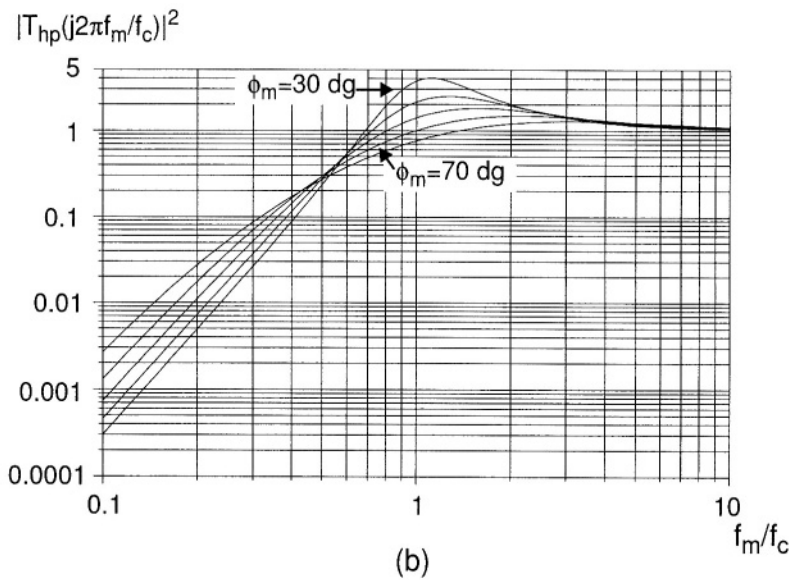 |T_hp(j2πf_m/f_c)|²
5
ϕ_m=30 dg
1
ϕ_m=70 dg
0.1
0.01
0.001
0.0001
0.1
1
10
f_m/f_c
(b)